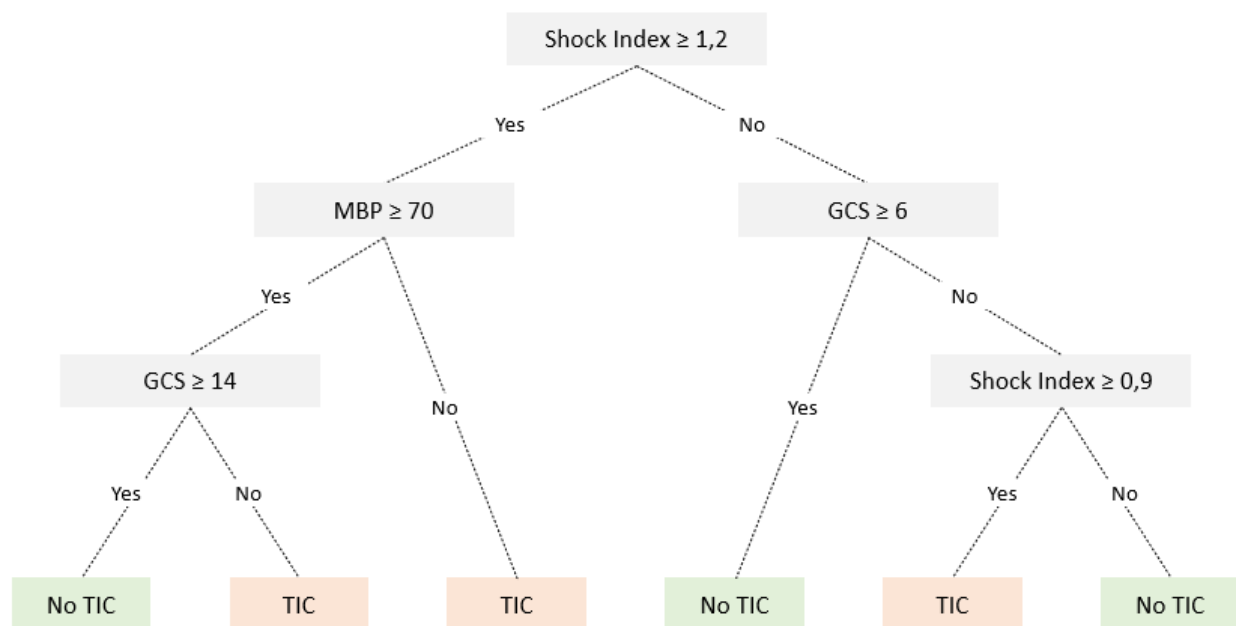 Shock Index ≥ 1,2
Yes
No
MBP ≥ 70
GCS ≥ 6
Yes
No
GCS ≥ 14
Shock Index ≥ 0,9
No
Yes
Yes
No
Yes
No
No TIC
TIC
TIC
No TIC
TIC
No TIC